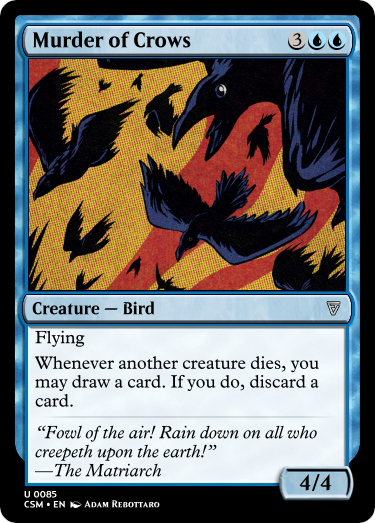 Murder of Crows 3
Creature — Bird
Flying
Whenever another creature dies, you
may draw a card. If you do, discard a
card.
“Fowl of the air! Rain down on all who
creepeth upon the earth!”
—The Matriarch
4/4
U 0085
CSM • EN Adam Rebottaro